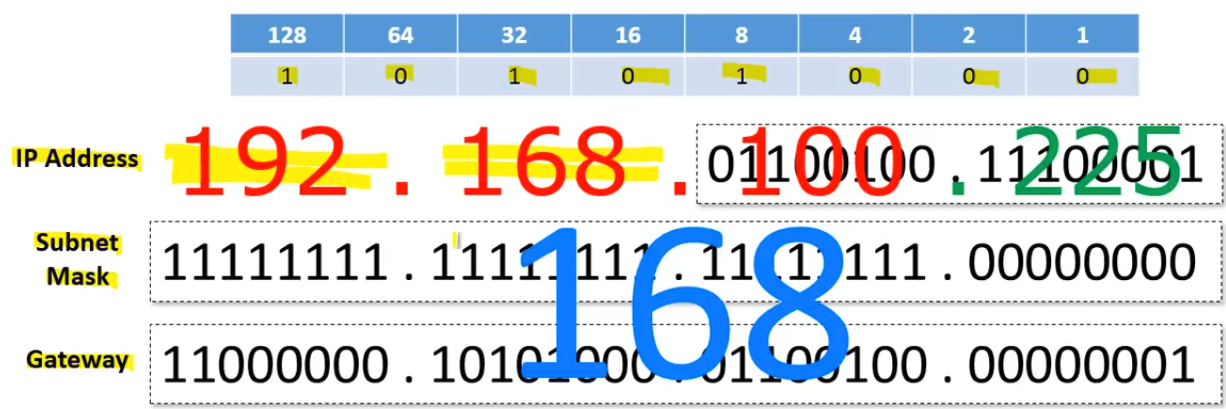 128 64 32 16 8 4 2 1
1 0 1 0 1 0 0 0
IP Address 192 . 168 . 100 . 225
01100100 . 11100001
Subnet Mask 11111111 . 11111111 . 11111111 . 00000000
168
Gateway 11000000 . 10101000 . 01100100 . 00000001